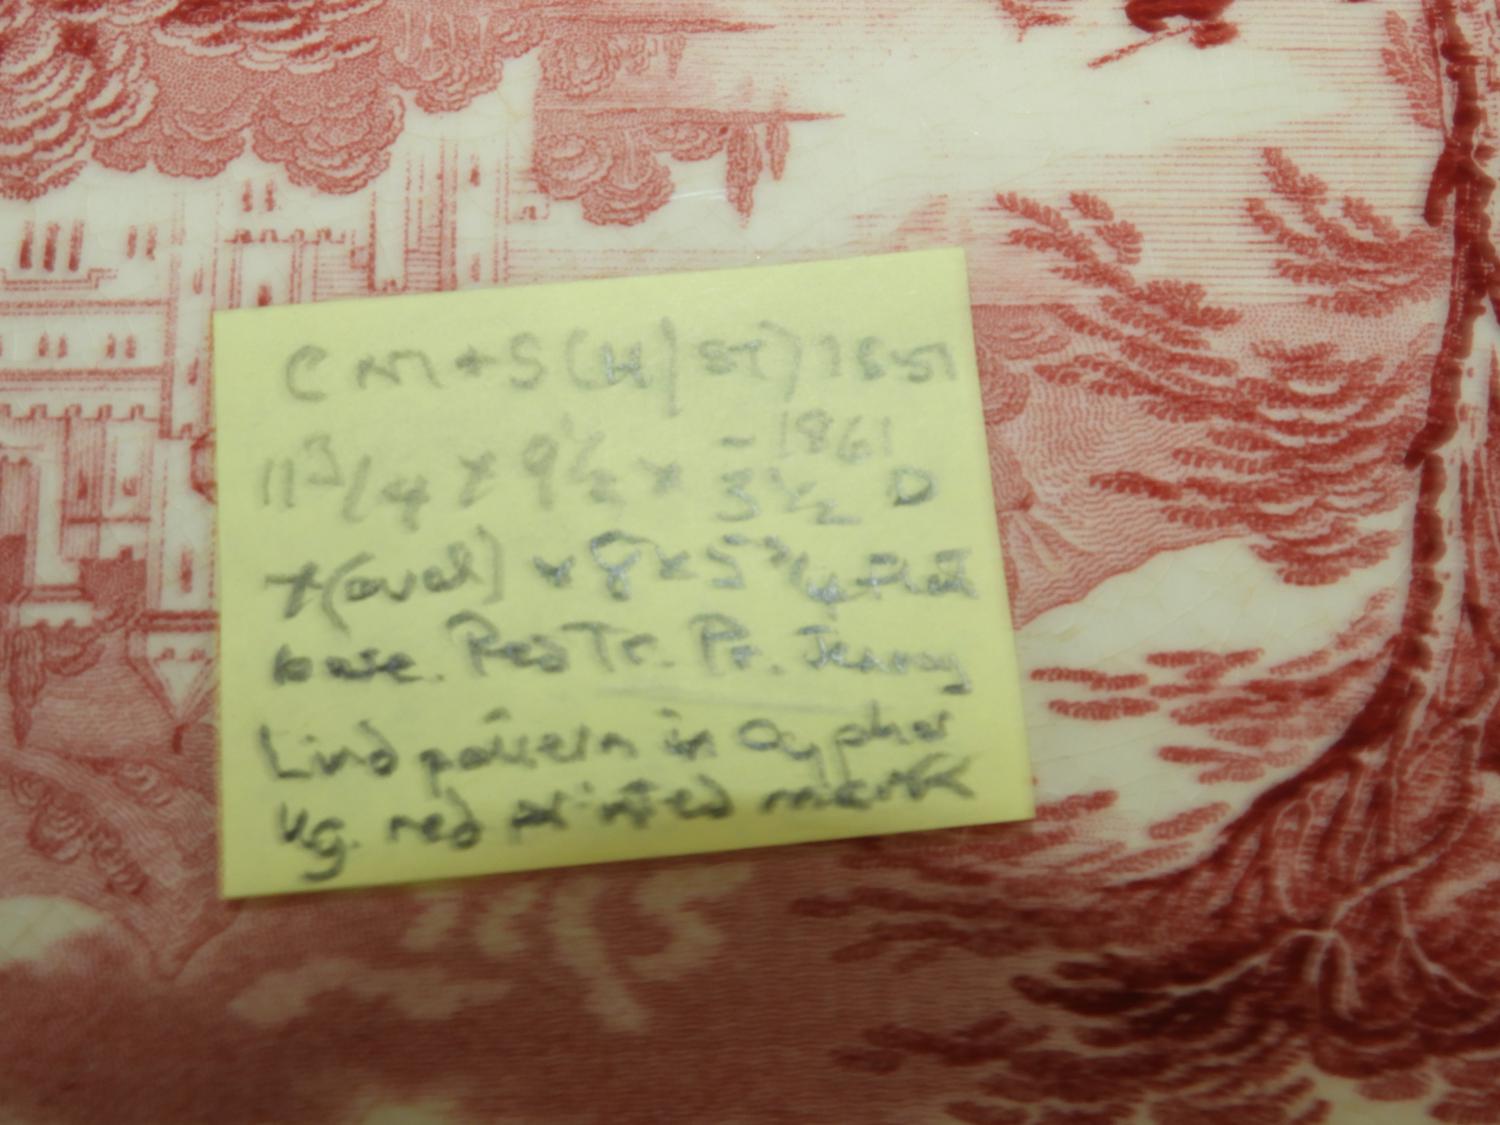 C M + S (H/ST) 1851
- 1861
11 3/4 x 9 1/2 x 3 1/2 D
x (oval) x 8 x 5 3/4 flat
base. Red Tr. Pr. Jenny
Lind pattern in Cypher
Kg. red printed mark